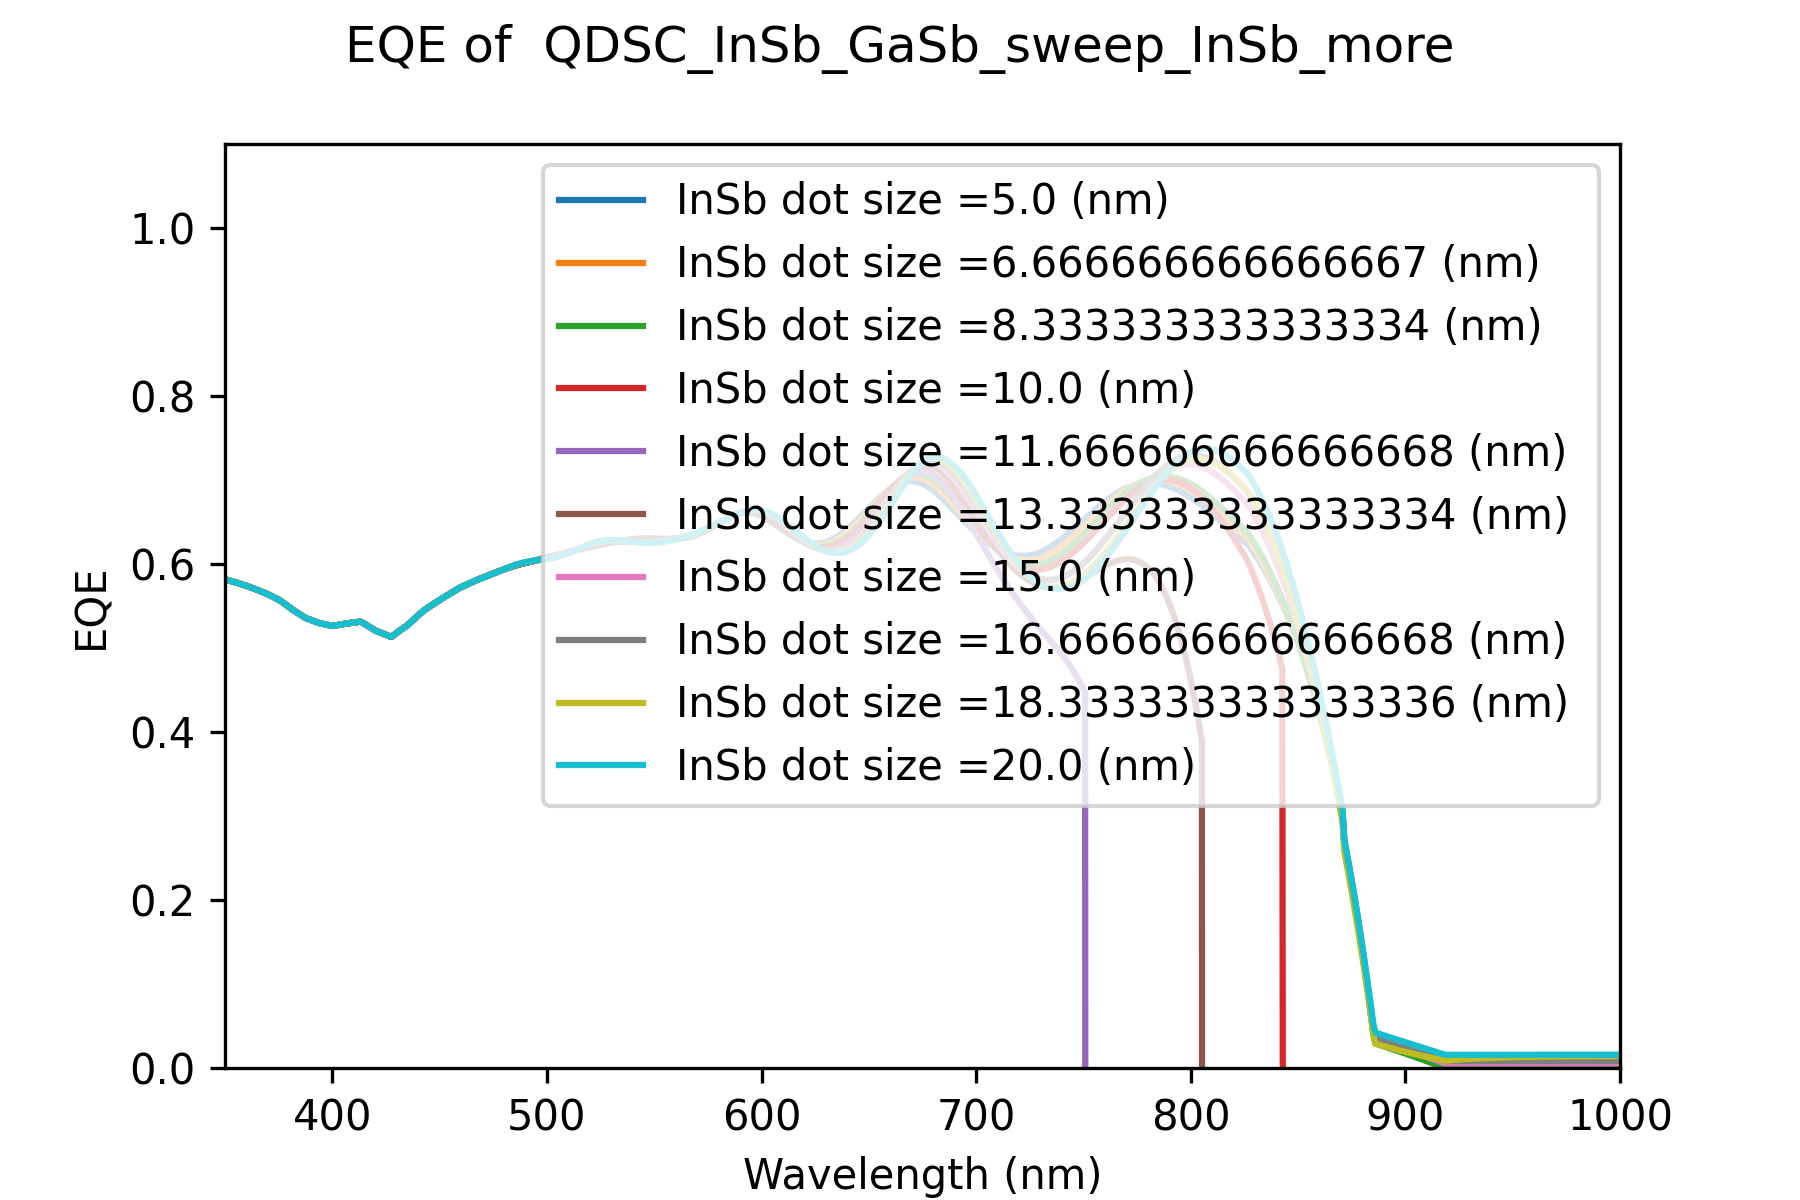 EQE of  QDSC_InSb_GaSb_sweep_InSb_more
InSb dot size =5.0 (nm)
InSb dot size =6.666666666666667 (nm)
InSb dot size =8.333333333333334 (nm)
InSb dot size =10.0 (nm)
InSb dot size =11.666666666666668 (nm)
InSb dot size =13.333333333333334 (nm)
InSb dot size =15.0 (nm)
InSb dot size =16.666666666666668 (nm)
InSb dot size =18.333333333333336 (nm)
InSb dot size =20.0 (nm)
1.0
0.8
0.6
0.4
0.2
0.0
EQE
400 500 600 700 800 900 1000
Wavelength (nm)